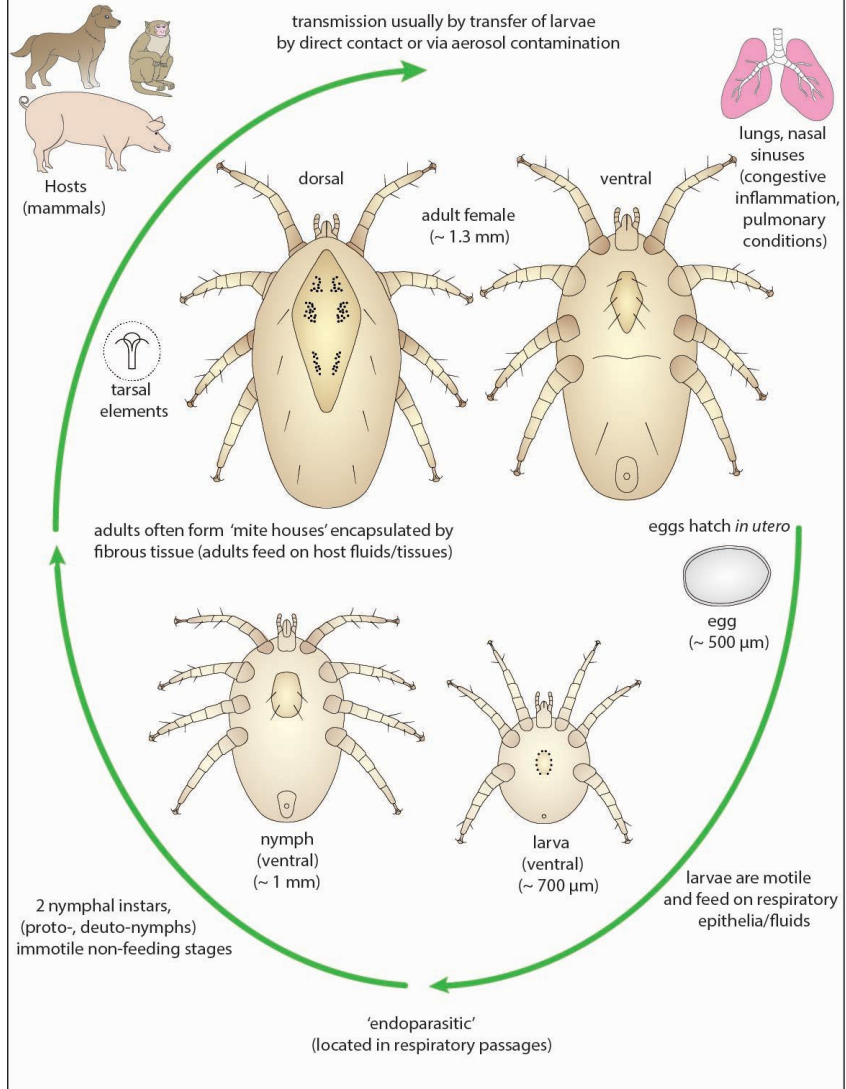 transmission usually by transfer of larvae
by direct contact or via aerosol contamination
Hosts
(mammals)
lungs, nasal
sinuses
(congestive
inflammation,
pulmonary
conditions)
dorsal
ventral
adult female
(~ 1.3 mm)
tarsal
elements
adults often form ‘mite houses’ encapsulated by
fibrous tissue (adults feed on host fluids/tissues)
eggs hatch in utero
egg
(~ 500 µm)
nymph
(ventral)
(~ 1 mm)
larva
(ventral)
(~ 700 µm)
larvae are motile
and feed on respiratory
epithelia/fluids
2 nymphal instars,
(proto-, deuto-nymphs)
immotile non-feeding stages
‘endoparasitic’
(located in respiratory passages)